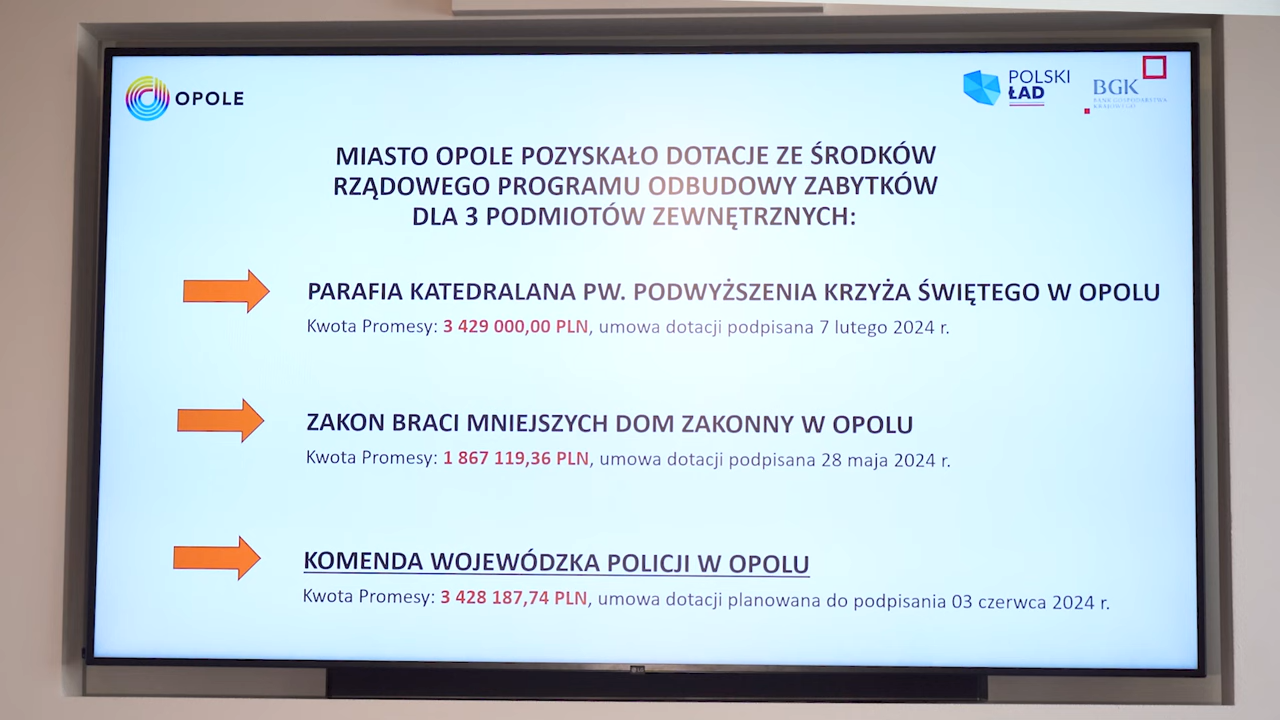 OPOLE
POLSKI
ŁAD
BGK
BANK GOSPODARSTWA
KRAJOWEGO
MIASTO OPOLE POZYSKAŁO DOTACJE ZE ŚRODKÓW
RZĄDOWEGO PROGRAMU ODBUDOWY ZABYTKÓW
DLA 3 PODMIOTÓW ZEWNĘTRZNYCH:
PARAFIA KATEDRALANA PW. PODWYŻSZENIA KRZYŻA ŚWIĘTEGO W OPOLU
Kwota Promesy: 3 429 000,00 PLN, umowa dotacji podpisana 7 lutego 2024 r.
ZAKON BRACI MNIEJSZYCH DOM ZAKONNY W OPOLU
Kwota Promesy: 1 867 119,36 PLN, umowa dotacji podpisana 28 maja 2024 r.
KOMENDA WOJEWÓDZKA POLICJI W OPOLU
Kwota Promesy: 3 428 187,74 PLN, umowa dotacji planowana do podpisania 03 czerwca 2024 r.